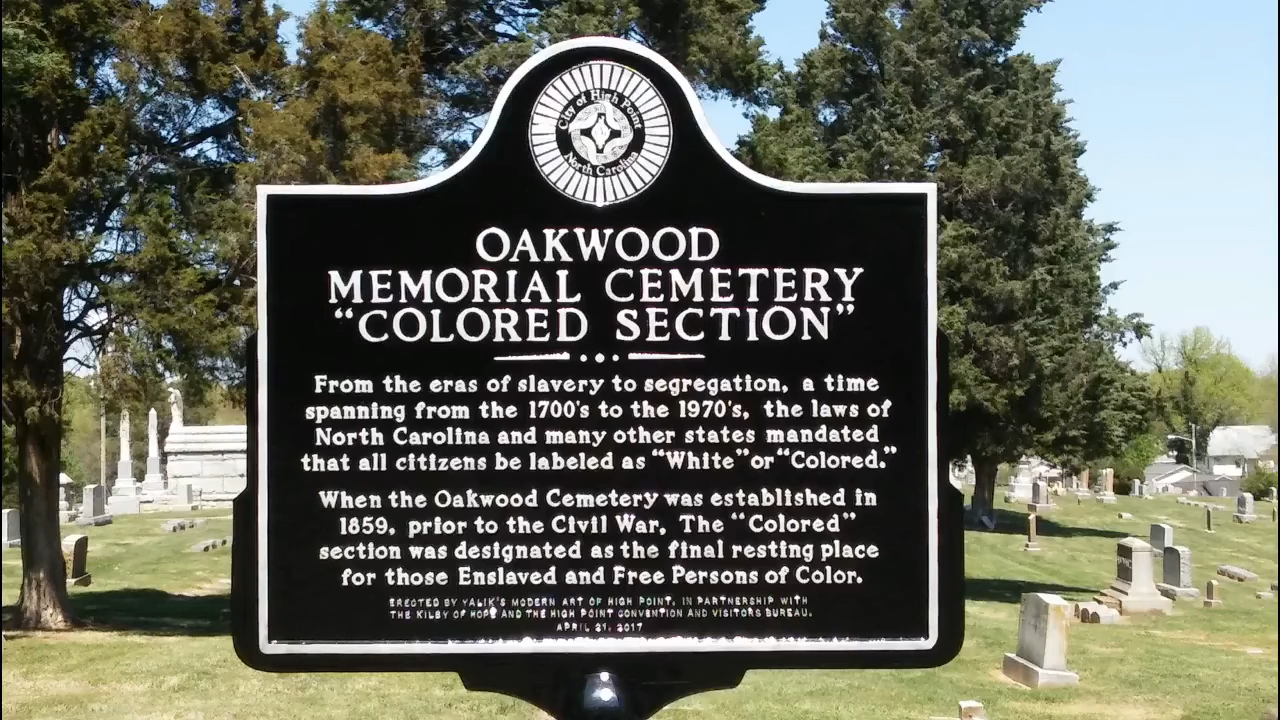 City of High Point
North Carolina
OAKWOOD
MEMORIAL CEMETERY
“COLORED SECTION”
From the eras of slavery to segregation, a time
spanning from the 1700's to the 1970's, the laws of
North Carolina and many other states mandated
that all citizens be labeled as “White” or “Colored.”
When the Oakwood Cemetery was established in
1859, prior to the Civil War, The “Colored”
section was designated as the final resting place
for those Enslaved and Free Persons of Color.
ERECTED BY YALIK'S MODERN ART OF HIGH POINT, IN PARTNERSHIP WITH
THE KILBY OF HOPE AND THE HIGH POINT CONVENTION AND VISITORS BUREAU.
APRIL 21, 2017